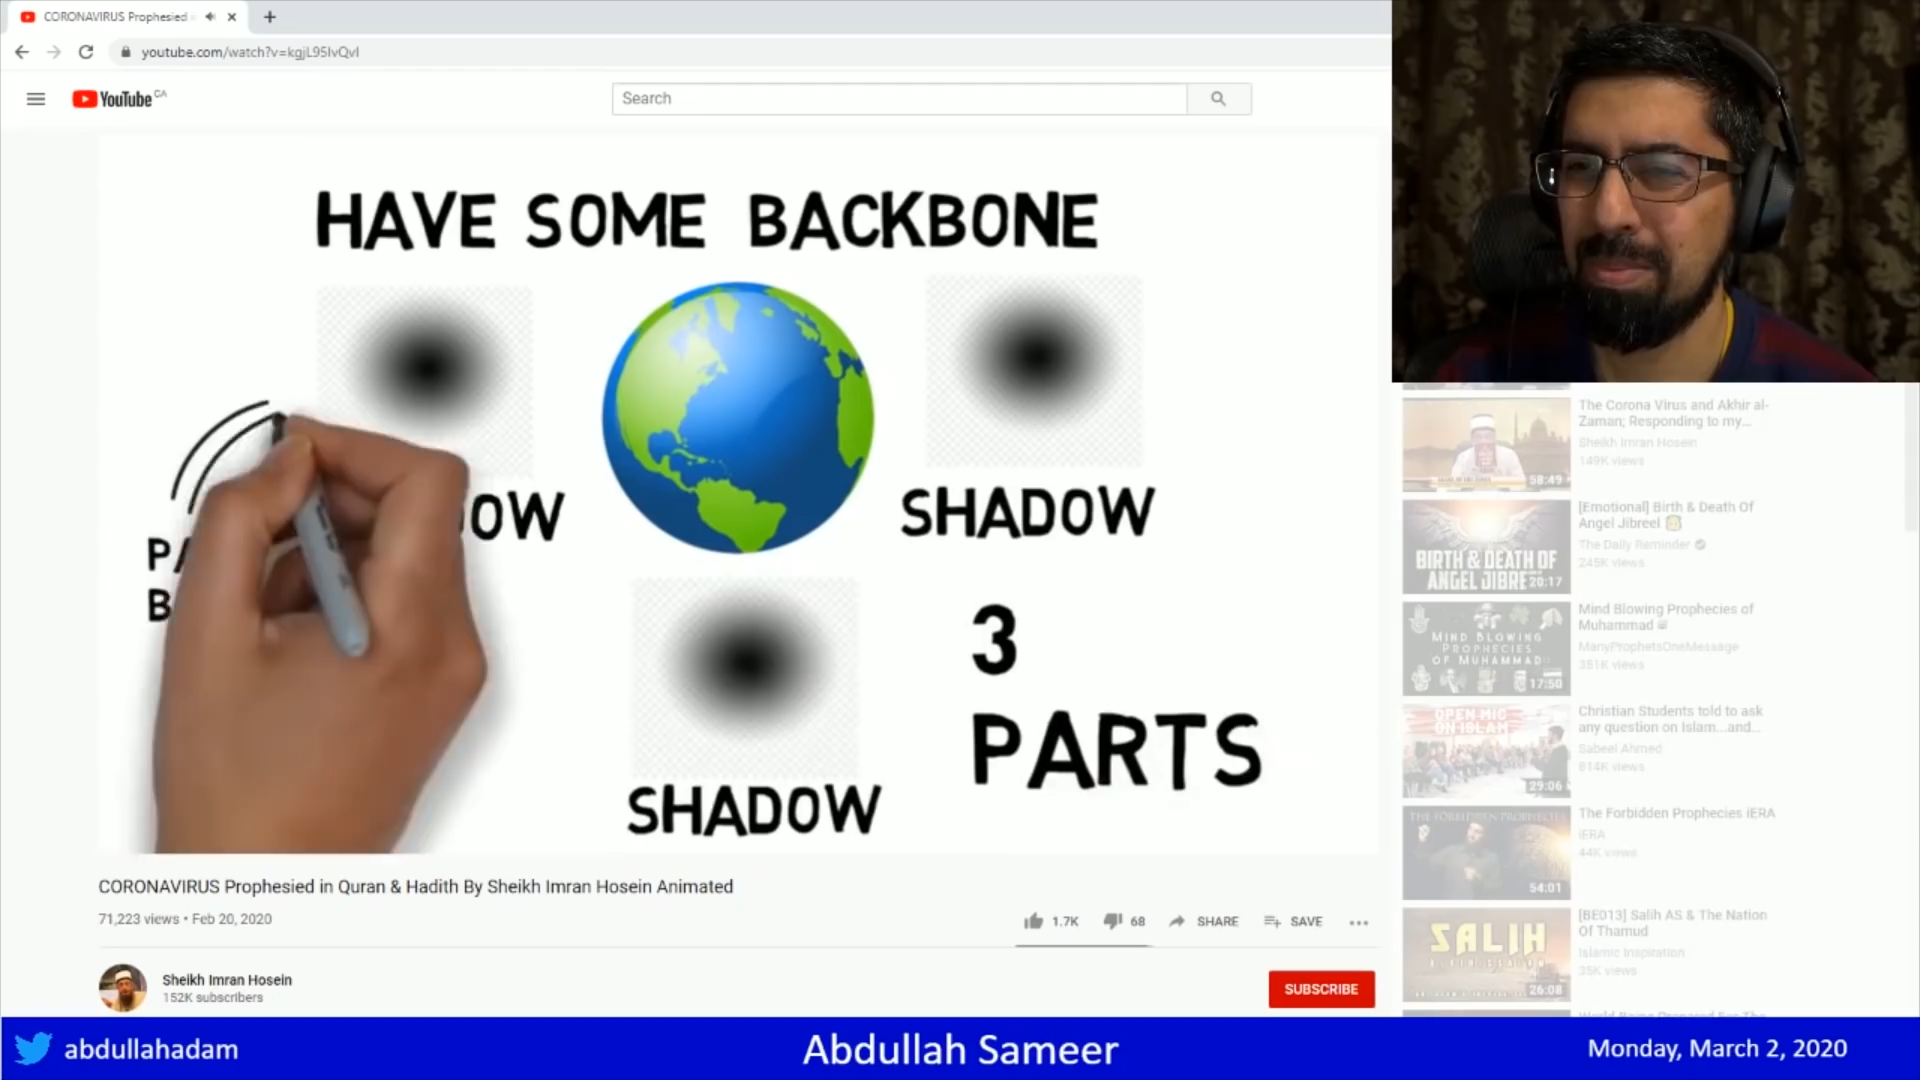 CORONAVIRUS Prophesied
youtube.com/watch?v=kgjL95IvQvI
YouTube CA
Search
HAVE SOME BACKBONE
OW
SHADOW
PA
B
3
PARTS
SHADOW
CORONAVIRUS Prophesied in Quran & Hadith By Sheikh Imran Hosein Animated
71,223 views • Feb 20, 2020
1.7K
68
SHARE
SAVE
Sheikh Imran Hosein
152K subscribers
SUBSCRIBE
The Corona Virus and Akhir al-
Zaman; Responding to my...
Sheikh Imran Hosein
149K views
58:49
[Emotional] Birth & Death Of
Angel Jibreel
The Daily Reminder
245K views
BIRTH & DEATH OF
ANGEL JIBRE
20:17
Mind Blowing Prophecies of
Muhammad
ManyProphetsOneMessage
351K views
MIND BLOWING
PROPHECIES
OF MUHAMMAD
17:50
Christian Students told to ask
any question on Islam...and...
Sabeel Ahmed
814K views
OPEN MIC
ON ISLAM
29:06
The Forbidden Prophecies iERA
iERA
44K views
THE FORBIDDEN PROPHECIES
54:01
[BE013] Salih AS & The Nation
Of Thamud
Islamic Inspiration
35K views
SALIH
26:08
abdullahadam
Abdullah Sameer
Monday, March 2, 2020